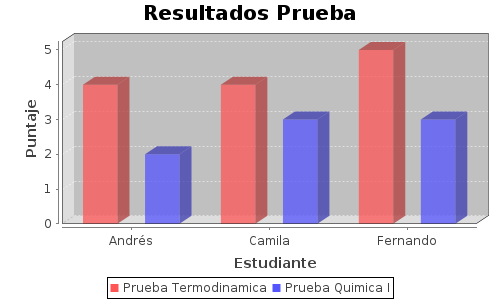 Resultados Prueba
Puntaje
5
4
3
2
1
0
Andrés Camila Fernando
Estudiante
Prueba Termodinamica Prueba Quimica I